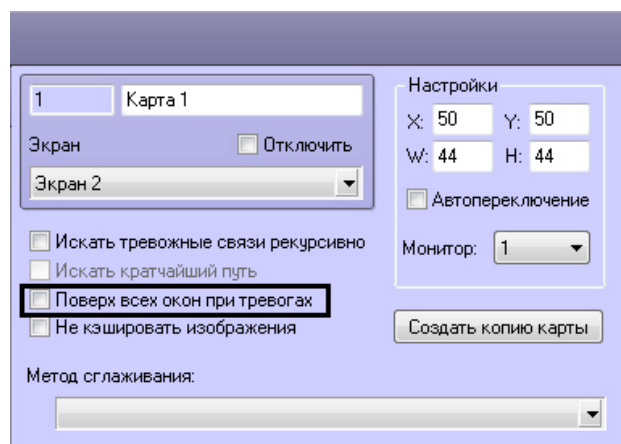 1 Карта 1
Экран Отключить
Экран 2
Искать тревожные связи рекурсивно
Искать кратчайший путь
Поверх всех окон при тревогах
Не кэшировать изображения
Метод сглаживания:
Настройки
X: 50 Y: 50
W: 44 H: 44
Автопереключение
Монитор: 1
Создать копию карты